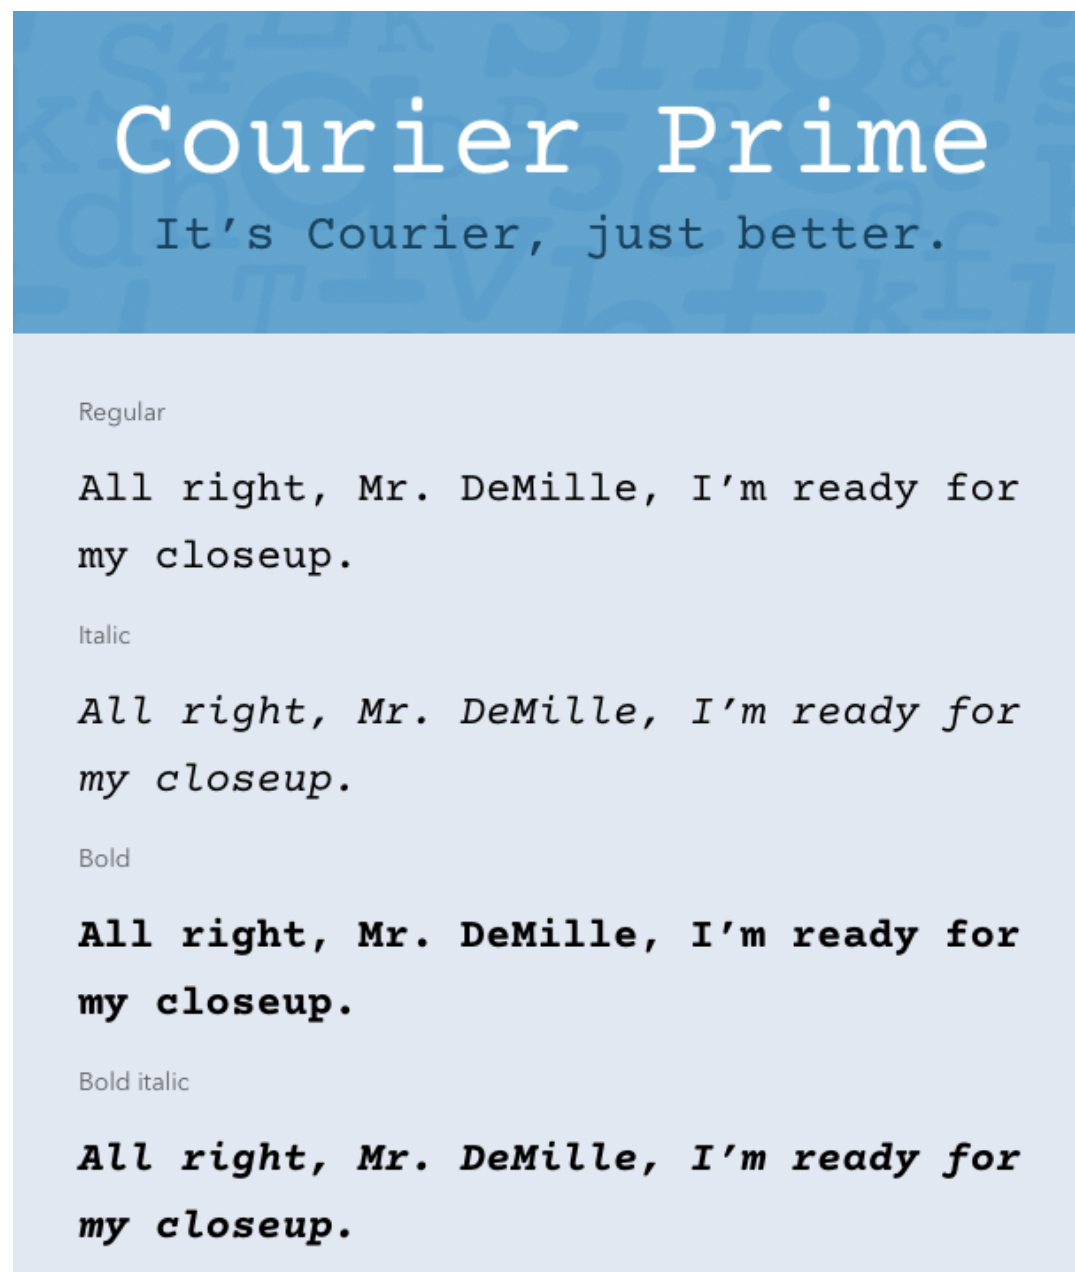 Courier Prime
It’s Courier, just better.
Regular
All right, Mr. DeMille, I’m ready for
my closeup.
Italic
All right, Mr. DeMille, I’m ready for
my closeup.
Bold
All right, Mr. DeMille, I’m ready for
my closeup.
Bold italic
All right, Mr. DeMille, I’m ready for
my closeup.